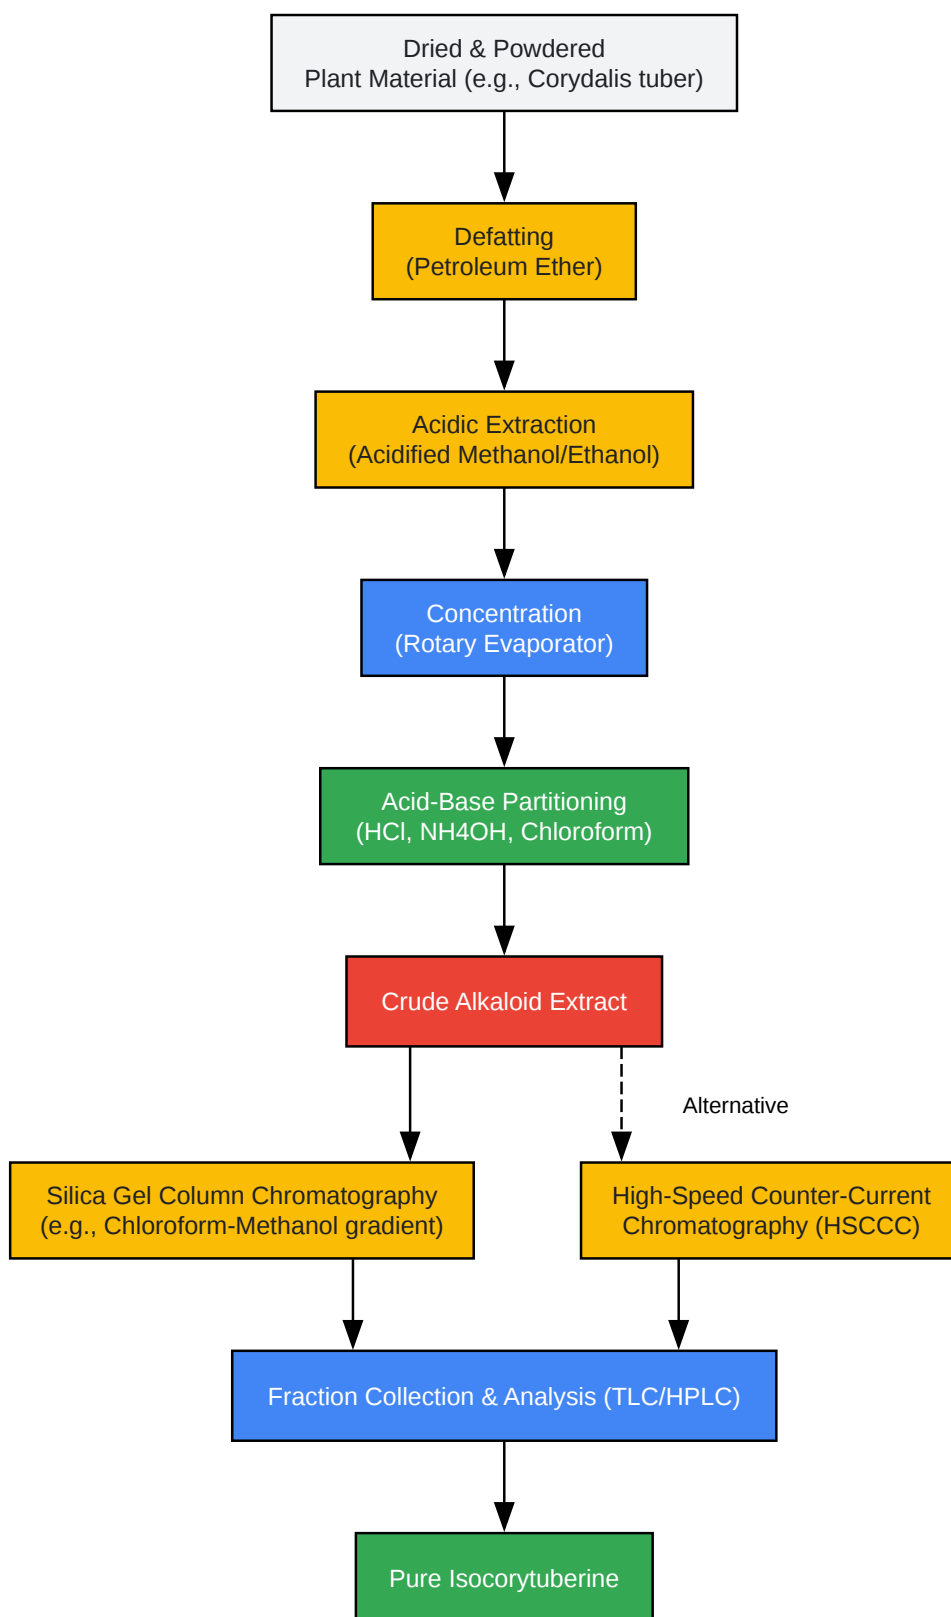 Dried & Powdered
Plant Material (e.g., Corydalis tuber)
Defatting
(Petroleum Ether)
Acidic Extraction
(Acidified Methanol/Ethanol)
Concentration
(Rotary Evaporator)
Acid-Base Partitioning
(HCl, NH4OH, Chloroform)
Crude Alkaloid Extract
Alternative
Silica Gel Column Chromatography
(e.g., Chloroform-Methanol gradient)
High-Speed Counter-Current
Chromatography (HSCCC)
Fraction Collection & Analysis (TLC/HPLC)
Pure Isocorytuberine